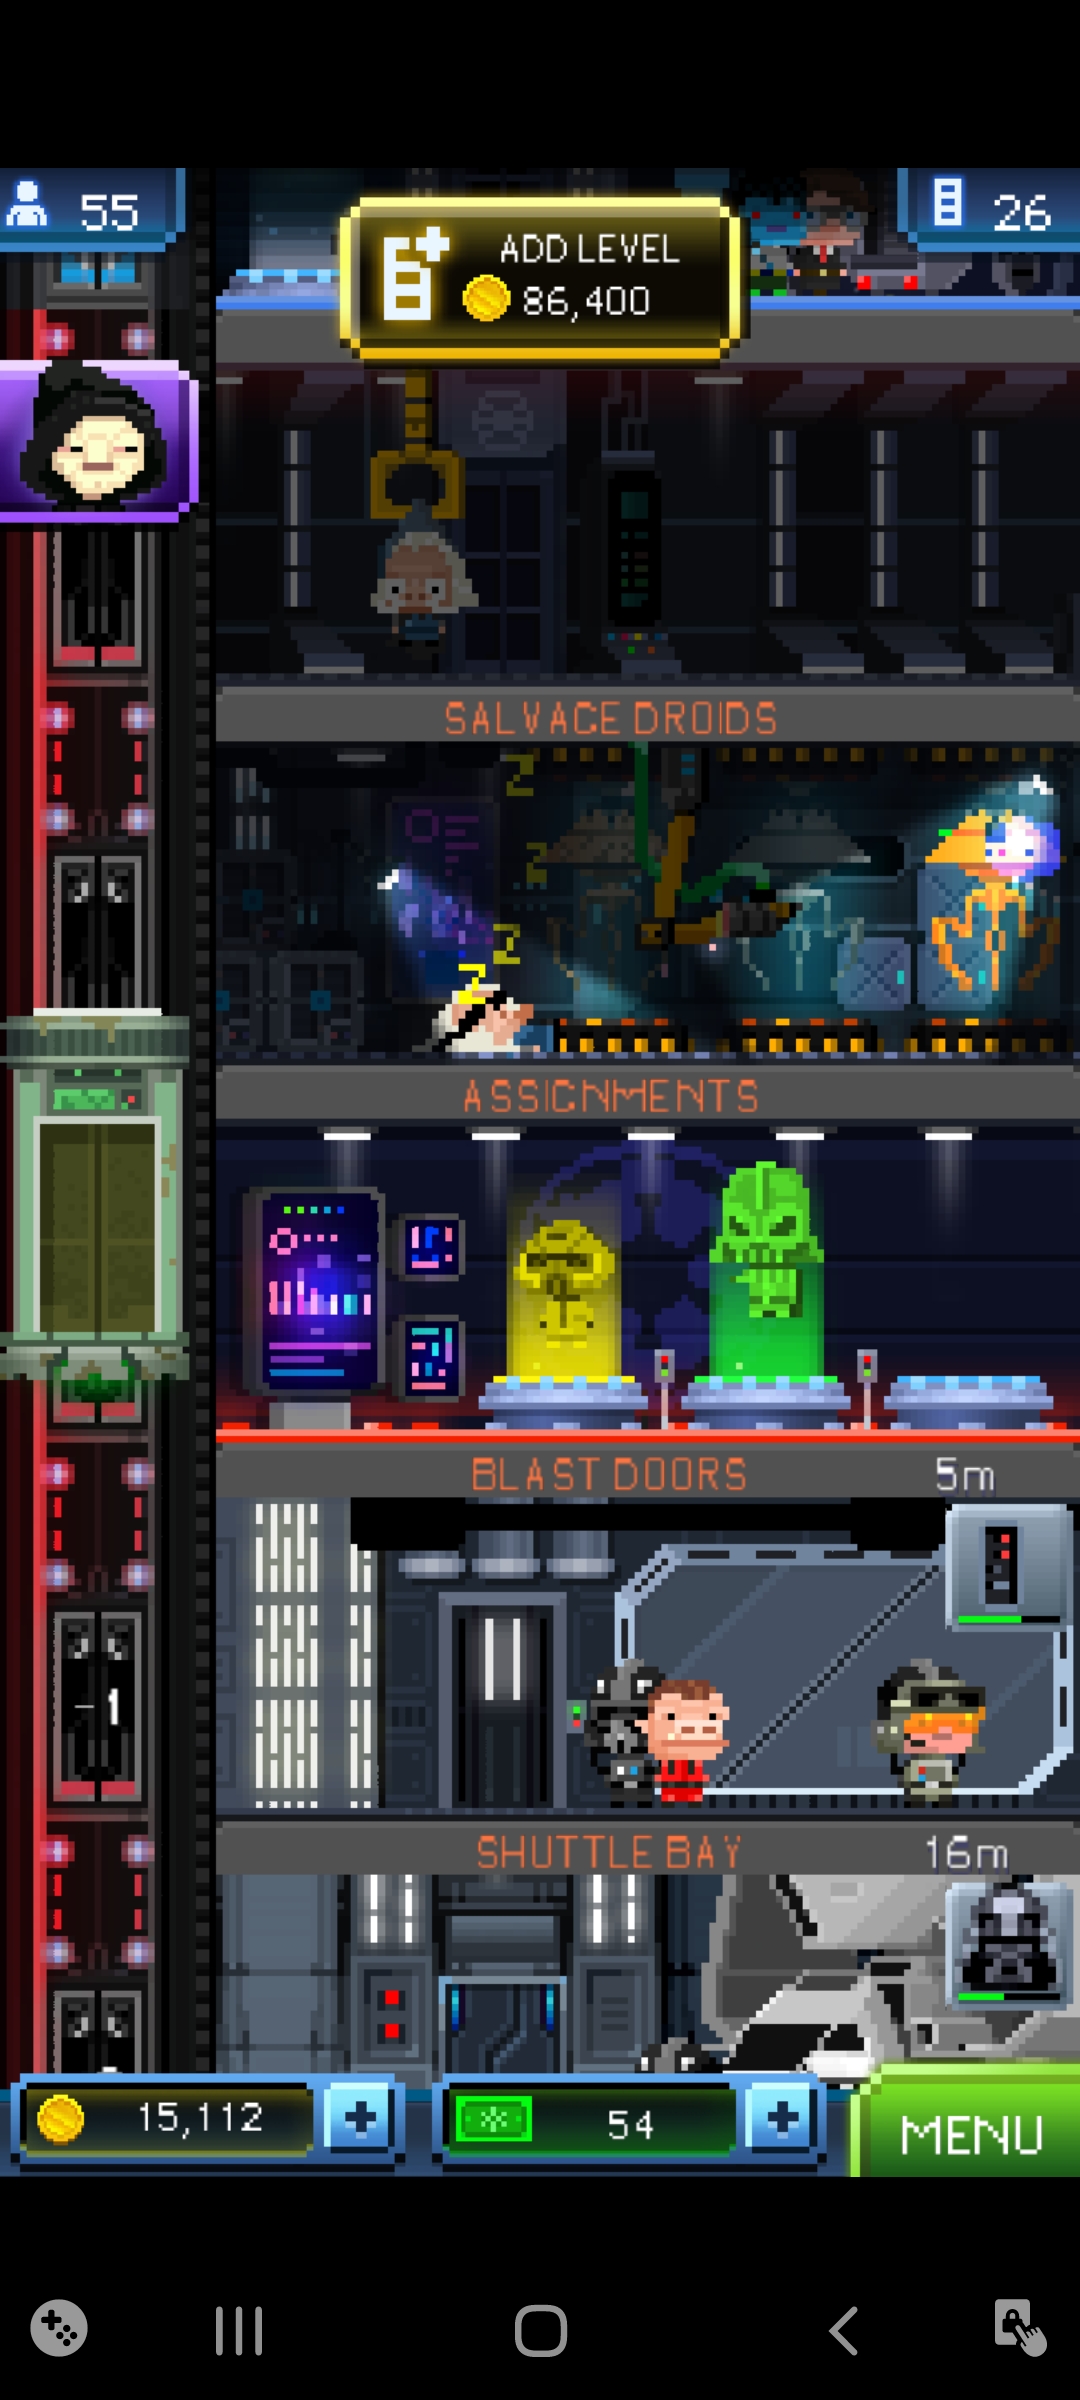 55
26
ADD LEVEL
86,400
SALVAGE DROIDS
Z
Z
Z
Z
ASSIGNMENTS
BLAST DOORS 5m
-1
SHUTTLE BAY 16m
15,112
+
54
+
MENU